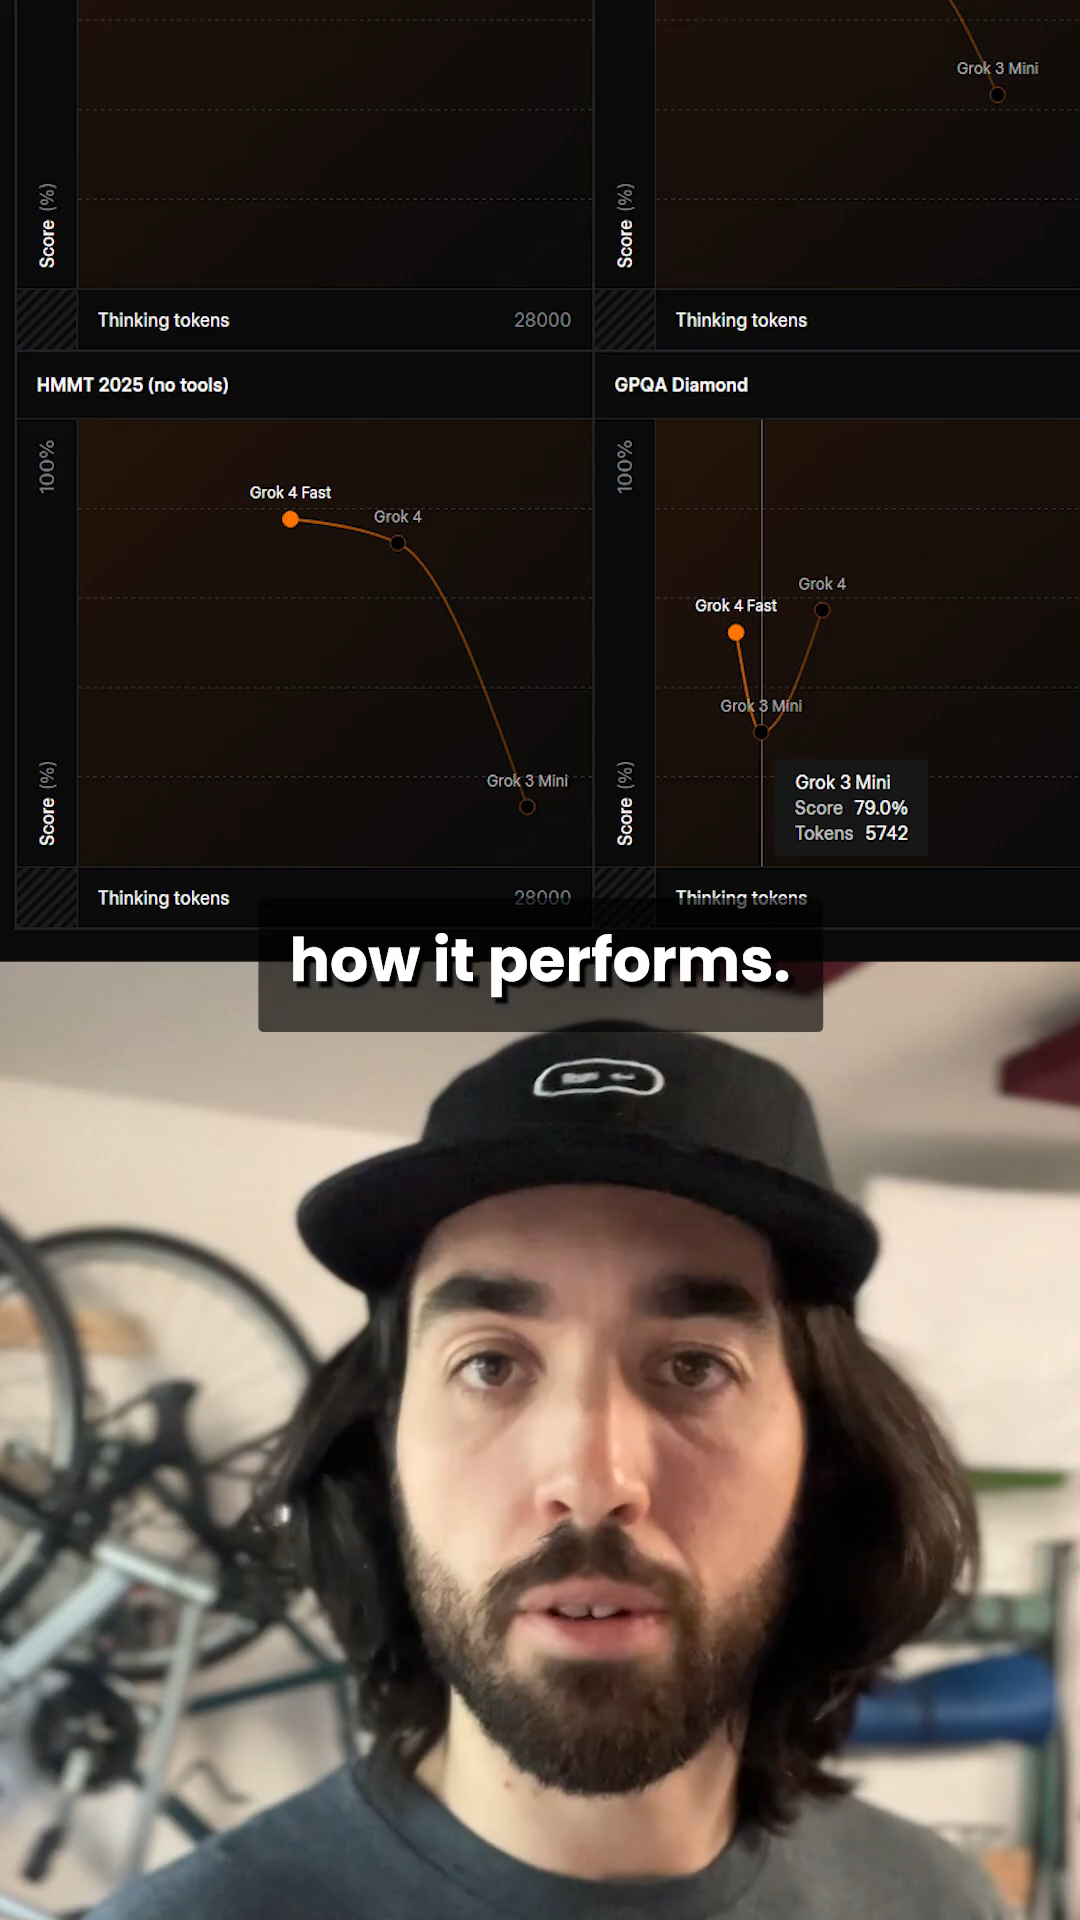 Grok 3 Mini
Score (%)
Score (%)
Thinking tokens
28000
Thinking tokens
HMMT 2025 (no tools)
GPQA Diamond
100%
Grok 4 Fast
Grok 4
Grok 3 Mini
Score (%)
100%
Grok 4
Grok 4 Fast
Grok 3 Mini
Grok 3 Mini
Score 79.0%
Tokens 5742
Score (%)
Thinking tokens
28000
Thinking tokens
how it performs.